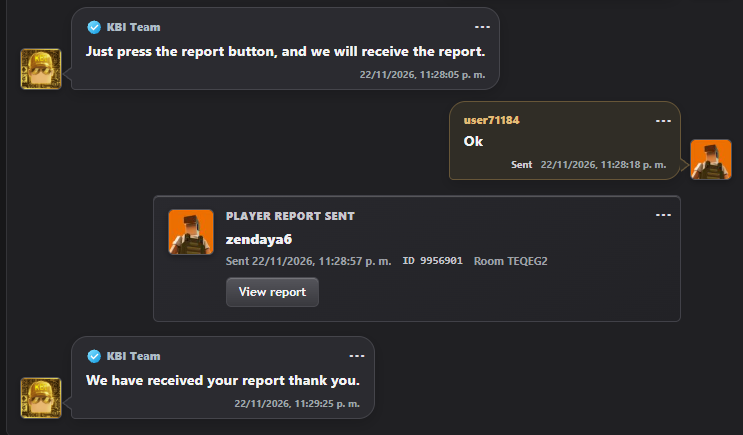 KBI Team
Just press the report button, and we will receive the report.
22/11/2026, 11:28:05 p. m.
user71184
Ok
Sent 22/11/2026, 11:28:18 p. m.
PLAYER REPORT SENT
zendaya6
Sent 22/11/2026, 11:28:57 p. m. ID 9956901 Room TEQEG2
View report
KBI Team
We have received your report thank you.
22/11/2026, 11:29:25 p. m.